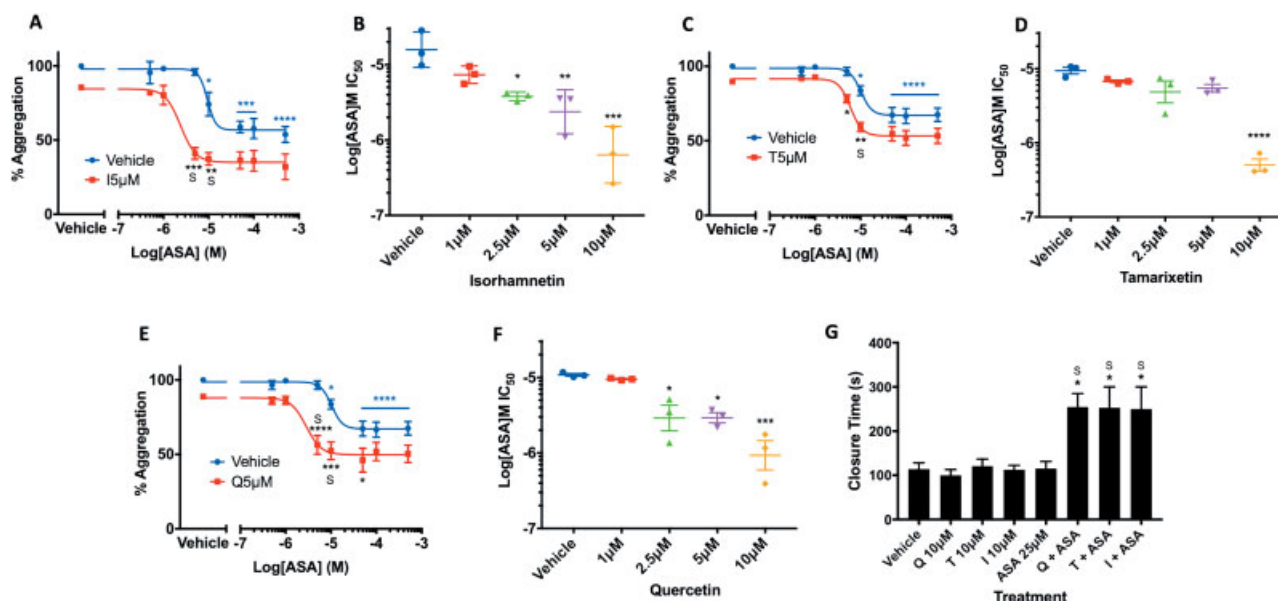 A
% Aggregation
100
50
0
*
***
****
Vehicle
I5µM
***
S
**
S
Vehicle
-7
-6
-5
-4
-3
Log[ASA] (M)
B
Log[ASA]M IC50
-5
-6
-7
*
**
***
Vehicle
1µM
2.5µM
5µM
10µM
Isorhamnetin
C
% Aggregation
100
50
0
*
****
Vehicle
T5µM
*
**
S
Vehicle
-7
-6
-5
-4
-3
Log[ASA] (M)
D
Log[ASA]M IC50
-5
-6
-7
****
Vehicle
1µM
2.5µM
5µM
10µM
Tamarixetin
E
% Aggregation
100
50
0
*
****
S
****
Vehicle
Q5µM
***
S
*
Vehicle
-7
-6
-5
-4
-3
Log[ASA] (M)
F
Log[ASA]M IC50
-5
-6
-7
*
*
***
Vehicle
1µM
2.5µM
5µM
10µM
Quercetin
G
Closure Time (s)
400
300
200
100
0
S
*
S
*
S
*
Vehicle
Q 10µM
T 10µM
I 10µM
ASA 25µM
Q + ASA
T + ASA
I + ASA
Treatment